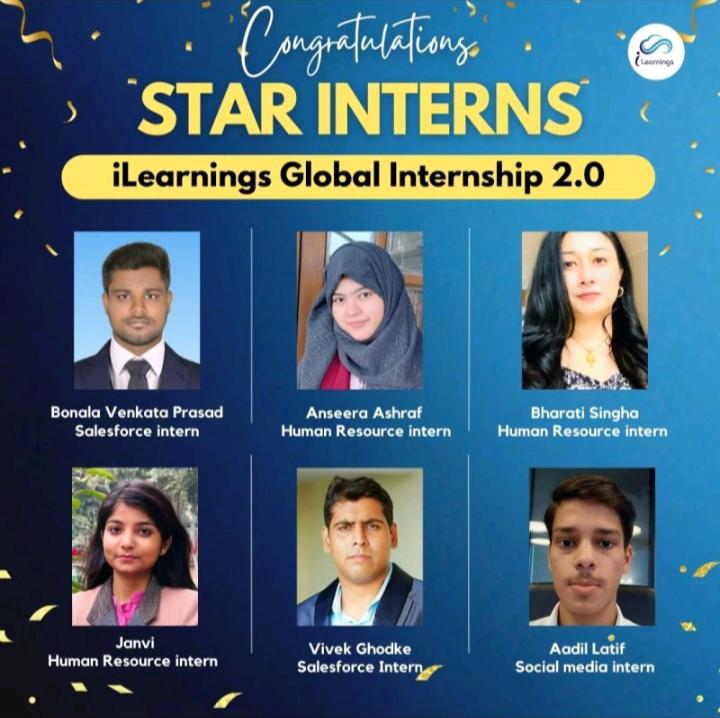 Congratulations
iLearnings
STAR INTERNS
iLearnings Global Internship 2.0
Bonala Venkata Prasad
Salesforce intern
Anseera Ashraf
Human Resource intern
Bharati Singha
Human Resource intern
Janvi
Human Resource intern
Vivek Ghodke
Salesforce Intern
Aadil Latif
Social media intern